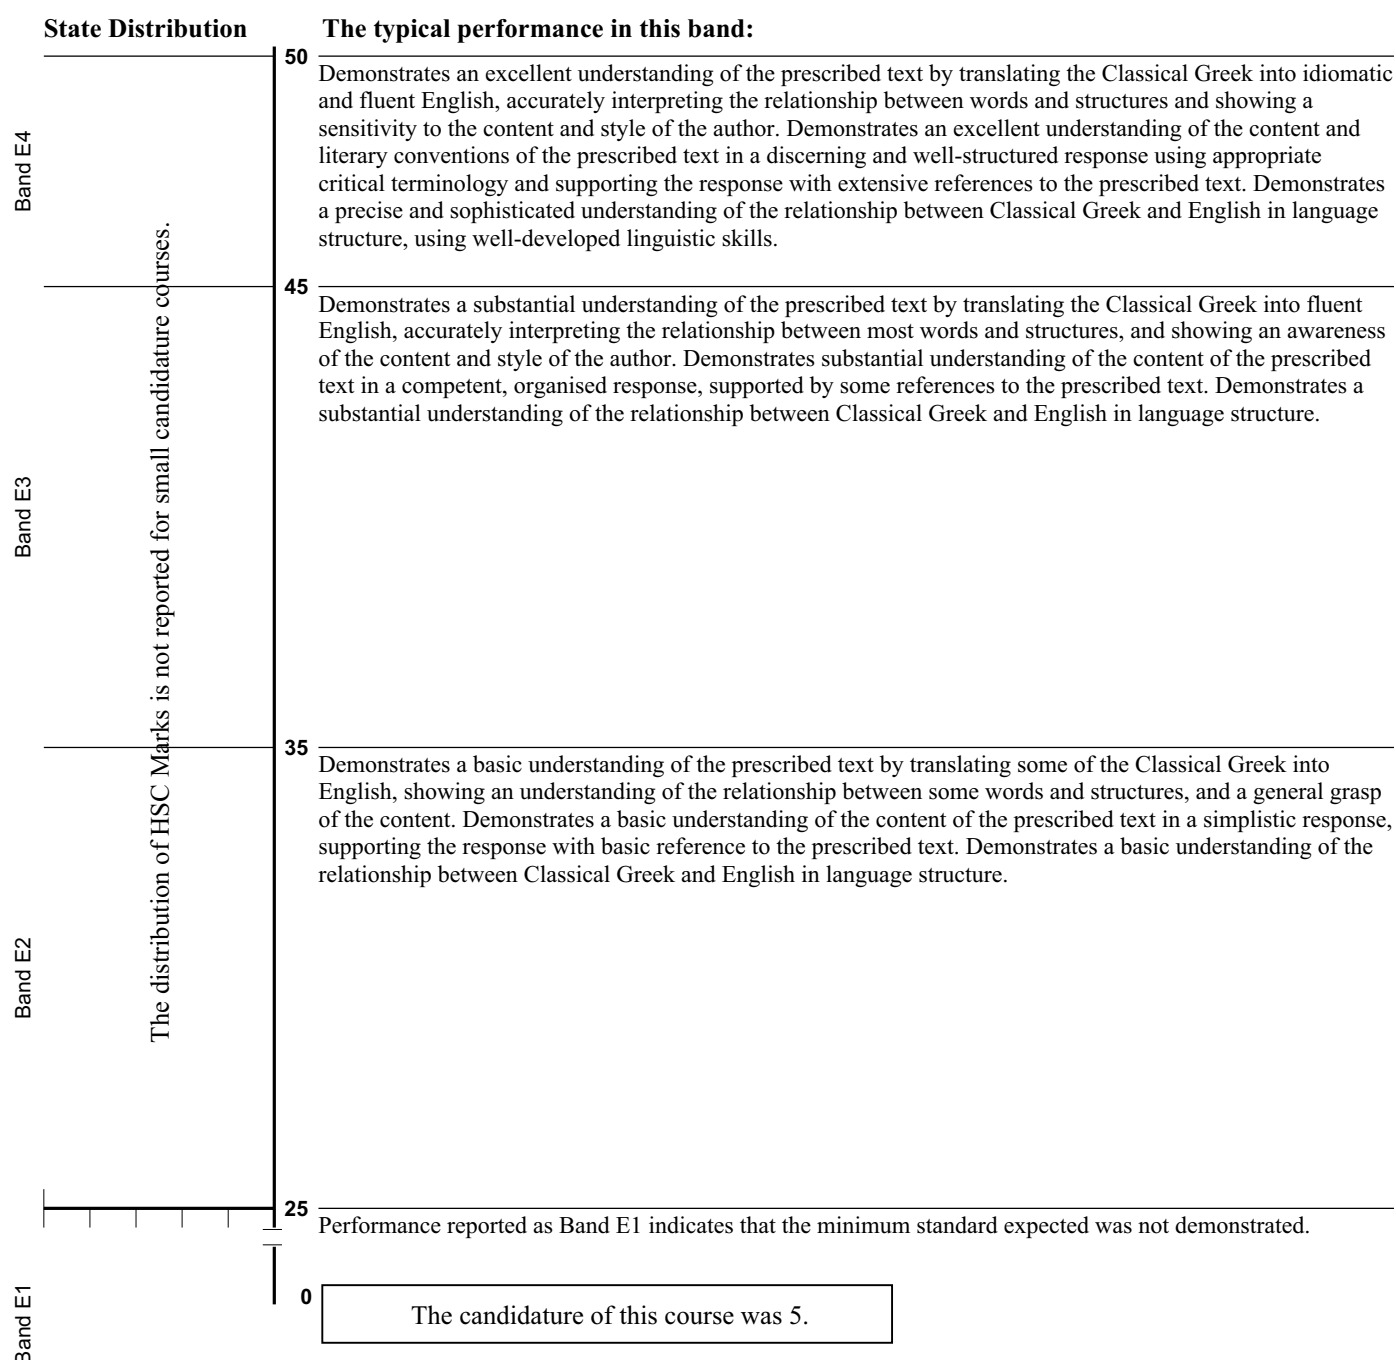 State Distribution
The typical performance in this band:
50
Demonstrates an excellent understanding of the prescribed text by translating the Classical Greek into idiomatic
and fluent English, accurately interpreting the relationship between words and structures and showing a
sensitivity to the content and style of the author. Demonstrates an excellent understanding of the content and
literary conventions of the prescribed text in a discerning and well-structured response using appropriate
critical terminology and supporting the response with extensive references to the prescribed text. Demonstrates
a precise and sophisticated understanding of the relationship between Classical Greek and English in language
structure, using well-developed linguistic skills.
Band E4
The distribution of HSC Marks is not reported for small candidature courses.
45
Demonstrates a substantial understanding of the prescribed text by translating the Classical Greek into fluent
English, accurately interpreting the relationship between most words and structures, and showing an awareness
of the content and style of the author. Demonstrates substantial understanding of the content of the prescribed
text in a competent, organised response, supported by some references to the prescribed text. Demonstrates a
substantial understanding of the relationship between Classical Greek and English in language structure.
Band E3
35
Demonstrates a basic understanding of the prescribed text by translating some of the Classical Greek into
English, showing an understanding of the relationship between some words and structures, and a general grasp
of the content. Demonstrates a basic understanding of the content of the prescribed text in a simplistic response,
supporting the response with basic reference to the prescribed text. Demonstrates a basic understanding of the
relationship between Classical Greek and English in language structure.
Band E2
25
Performance reported as Band E1 indicates that the minimum standard expected was not demonstrated.
0
Band E1
The candidature of this course was 5.